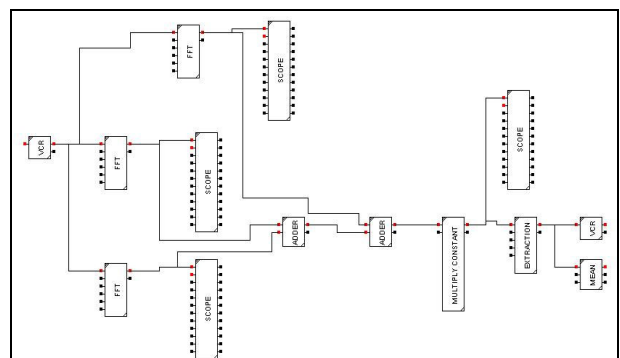 FFT
SCOPE
SCOPE
VCR
FFT
SCOPE
ADDER
ADDER
MULTIPLY CONSTANT
EXTRACTION
VCR
MEAN
FFT
SCOPE